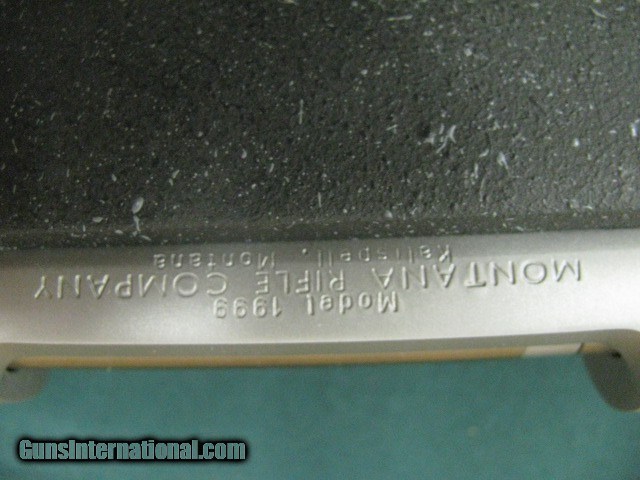 Model 1999
MONTANA RIFLE COMPANY
Kalispell, Montana
GunsInternational.com